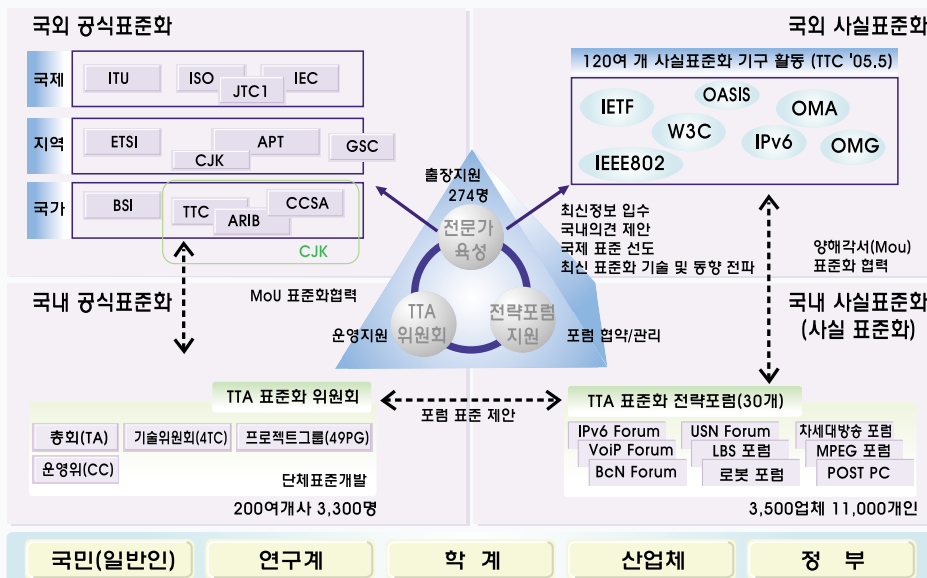 국외 공식표준화
국제
ITU
ISO
JTC1
IEC
지역
ETSI
CJK
APT
GSC
국가
BSI
TTC
ARIB
CCSA
CJK
국외 사실표준화
120여 개 사실표준화 기구 활동 (TTC '05.5)
IETF
OASIS
OMA
W3C
IPv6
OMG
IEEE802
출장지원
274명
전문가
육성
TTA
위원회
전략포럼
지원
운영지원
포럼 협약/관리
최신정보 입수
국내의견 제안
국제 표준 선도
최신 표준화 기술 및 동향 전파
양해각서(Mou)
표준화 협력
MoU 표준화협력
국내 공식표준화
국내 사실표준화
(사실 표준화)
TTA 표준화 위원회
총회(TA)
기술위원회(4TC)
프로젝트그룹(49PG)
운영위(CC)
단체표준개발
200여개사 3,300명
포럼 표준 제안
TTA 표준화 전략포럼(30개)
IPv6 Forum
USN Forum
차세대방송 포럼
VoiP Forum
LBS 포럼
MPEG 포럼
BcN Forum
로봇 포럼
POST PC
3,500업체 11,000개인
국민(일반인)
연구계
학 계
산업체
정 부